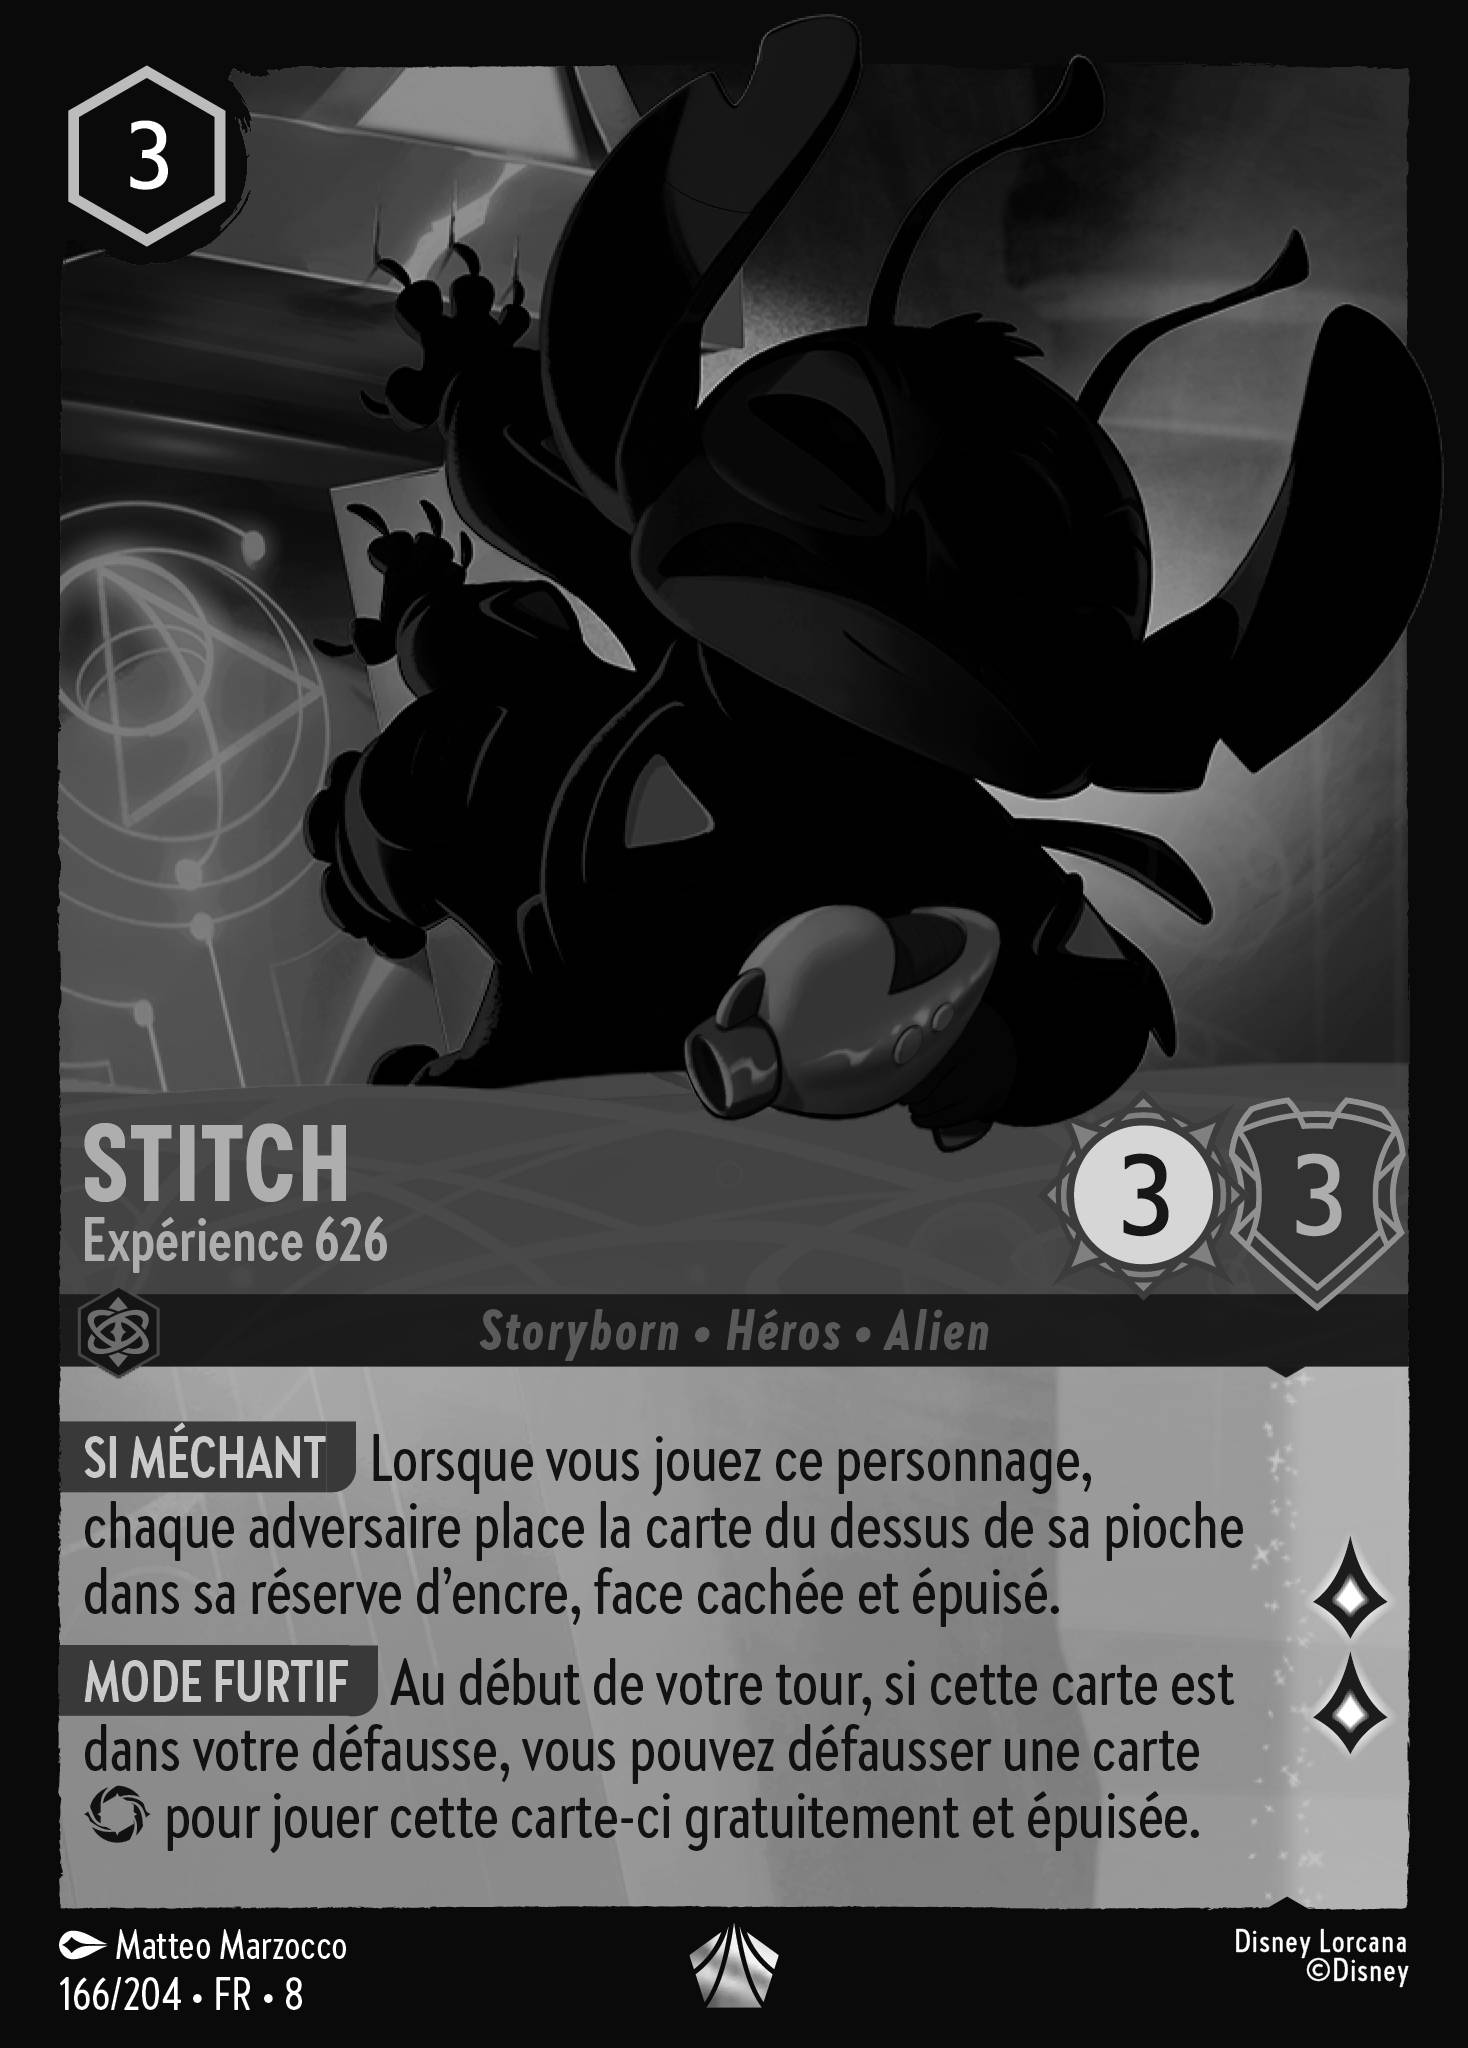 3
STITCH
Expérience 626
3
3
Storyborn • Héros • Alien
SI MÉCHANT Lorsque vous jouez ce personnage,
chaque adversaire place la carte du dessus de sa pioche
dans sa réserve d'encre, face cachée et épuisé.
MODE FURTIF Au début de votre tour, si cette carte est
dans votre défausse, vous pouvez défausser une carte
pour jouer cette carte-ci gratuitement et épuisée.
Matteo Marzocco
166/204 • FR • 8
Disney Lorcana
©Disney